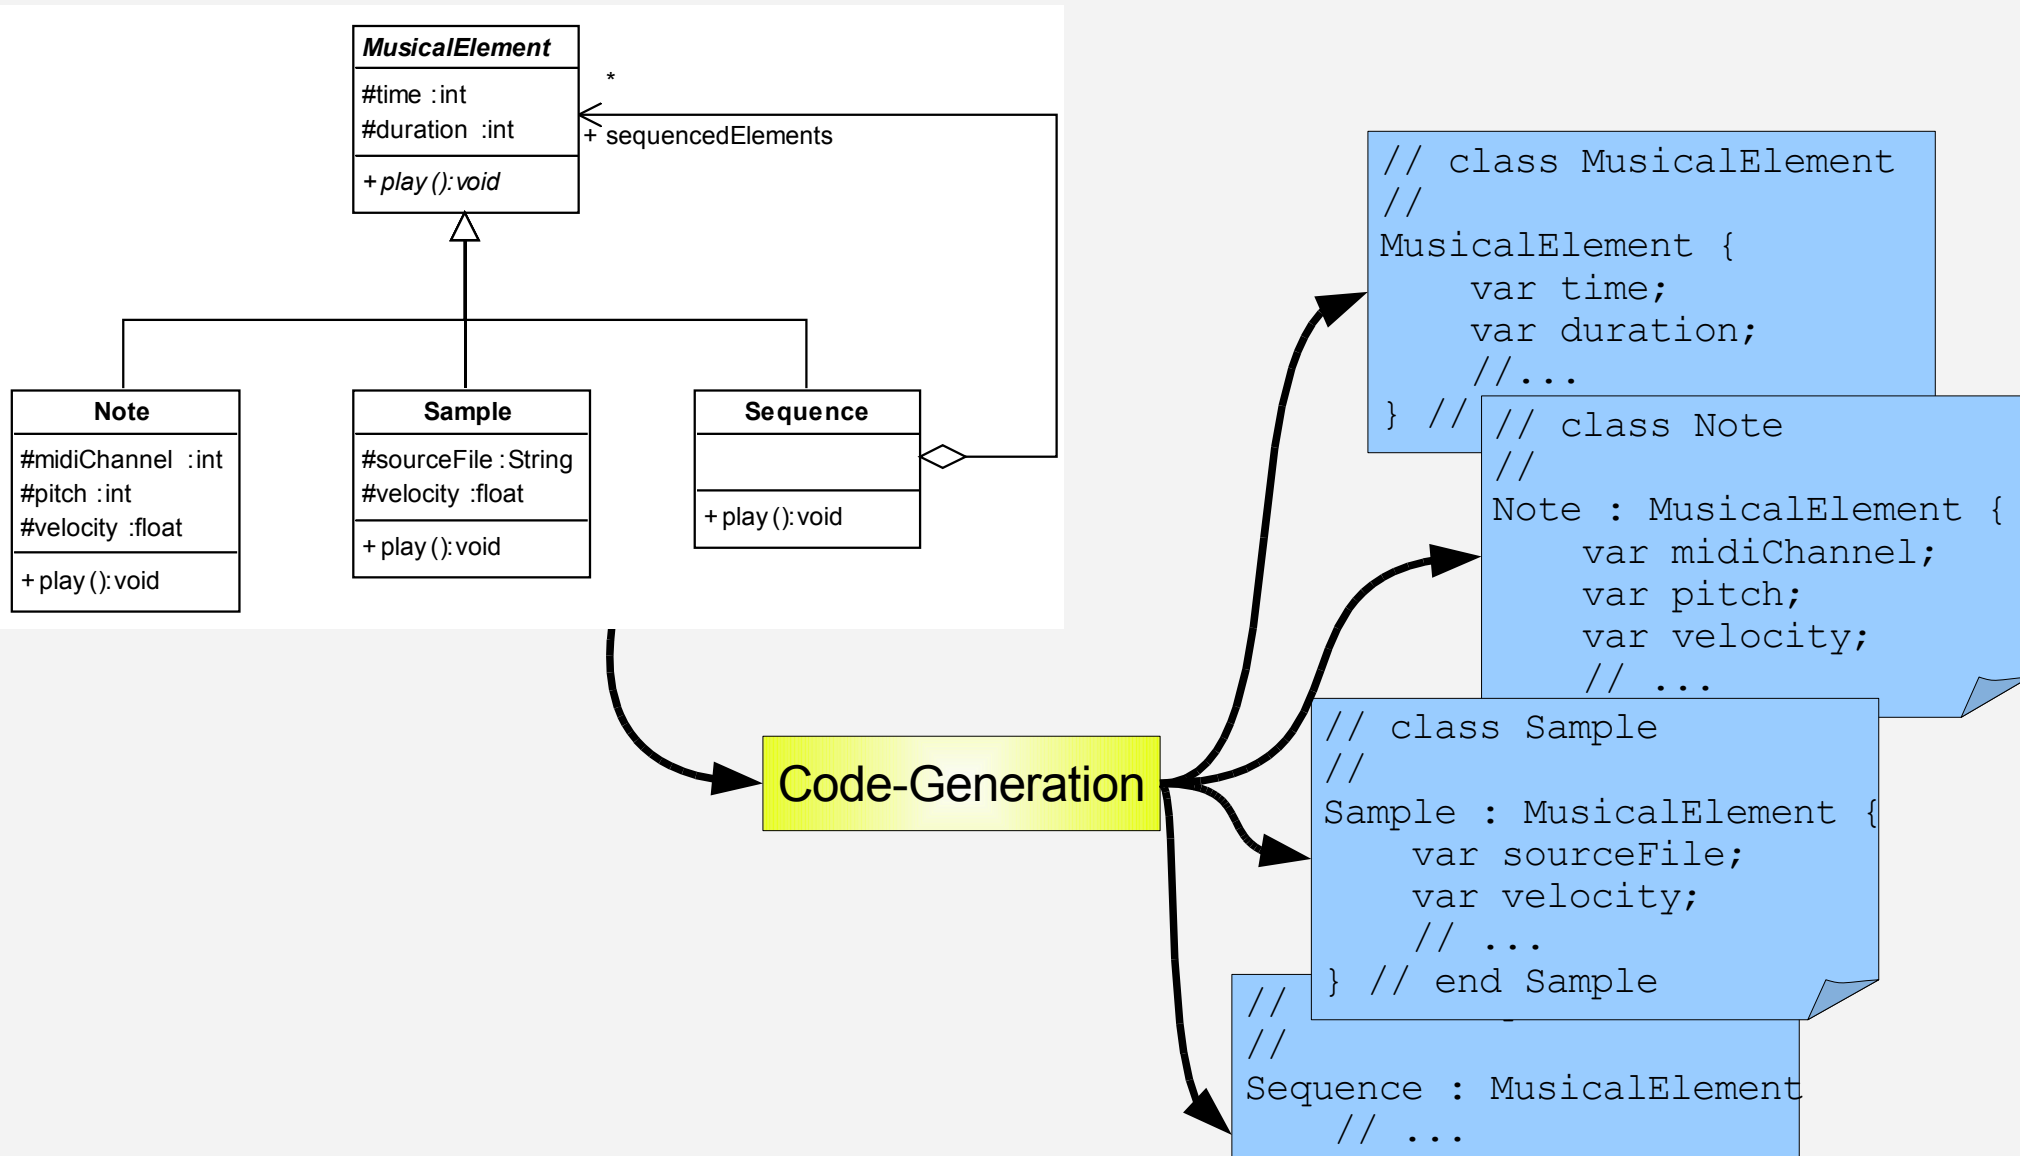 MusicalElement
#time :int
#duration :int
+play():void
*
+ sequencedElements
Note
#midiChannel :int
#pitch :int
#velocity :float
+play():void
Sample
#sourceFile :String
#velocity :float
+play():void
Sequence
+play():void
Code-Generation
// class MusicalElement
//
MusicalElement {
var time;
var duration;
//...
} //
// class Note
//
Note : MusicalElement {
var midiChannel;
var pitch;
var velocity;
// ...
// class Sample
//
Sample : MusicalElement {
var sourceFile;
var velocity;
// ...
} // end Sample
//
//
Sequence : MusicalElement
// ...